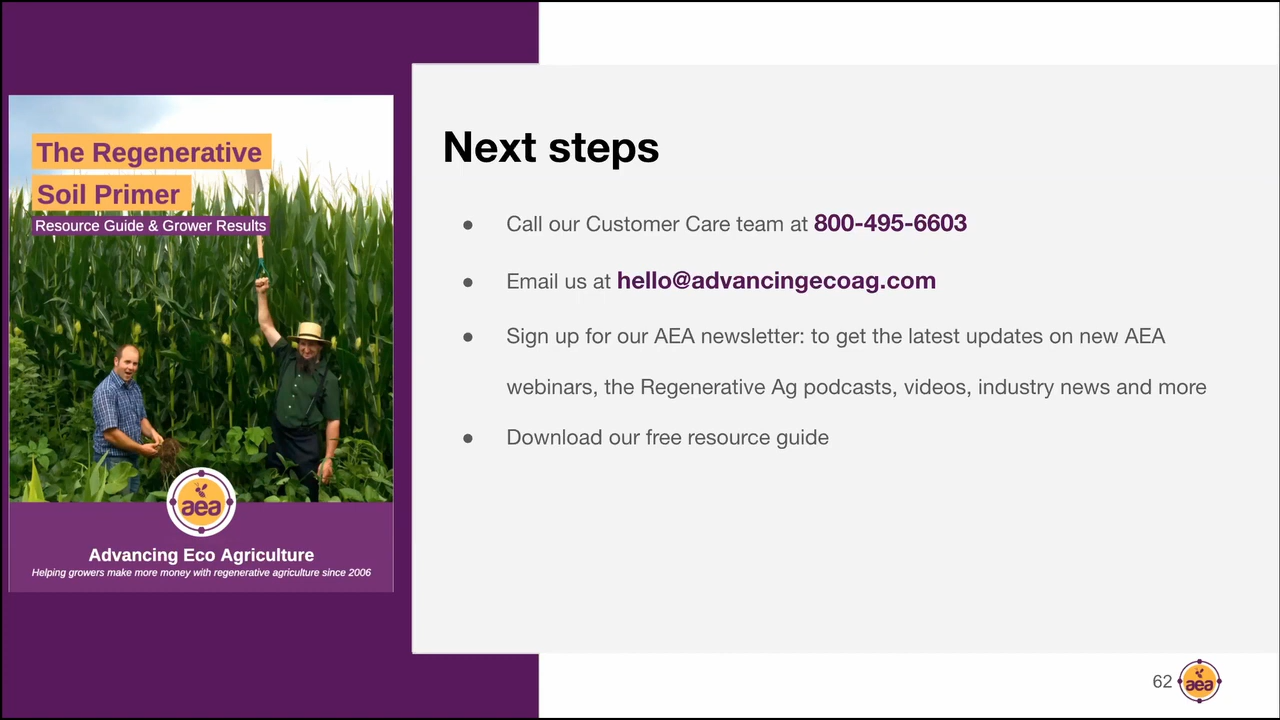 The Regenerative
Soil Primer
Resource Guide & Grower Results
aea
Advancing Eco Agriculture
Helping growers make more money with regenerative agriculture since 2006
Next steps
● Call our Customer Care team at 800-495-6603
● Email us at hello@advancingecoag.com
● Sign up for our AEA newsletter: to get the latest updates on new AEA
webinars, the Regenerative Ag podcasts, videos, industry news and more
● Download our free resource guide
62
aea